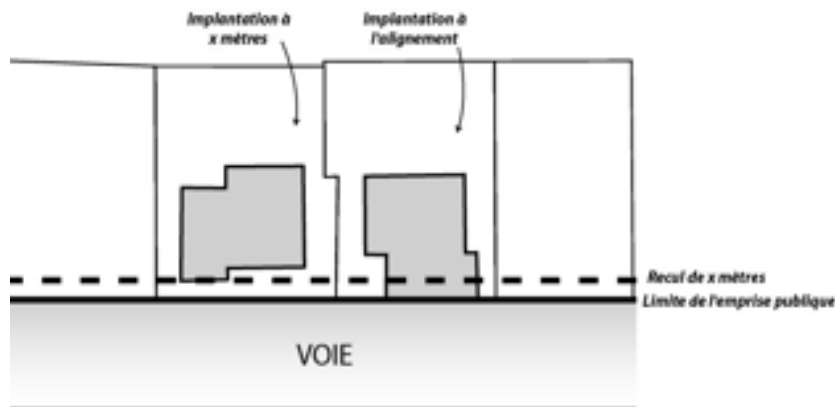 Implantation à
x mètres
Implantation à
l'alignement
Recul de x mètres
Limite de l'emprise publique
VOIE